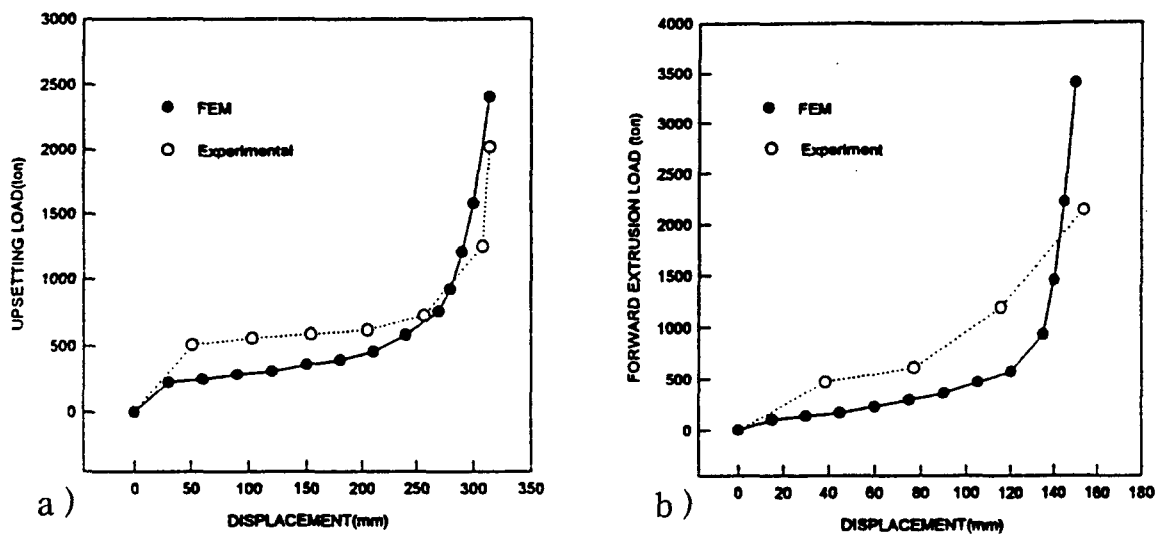 3000
2500
2000
1500
1000
500
0
UPSETTING LOAD(ton)
FEM
Experimental
0 50 100 150 200 250 300 350
DISPLACEMENT(mm)
a)
4000
3500
3000
2500
2000
1500
1000
500
0
FORWARD EXTRUSION LOAD (ton)
FEM
Experiment
0 20 40 60 80 100 120 140 160 180
DISPLACEMENT(mm)
b)